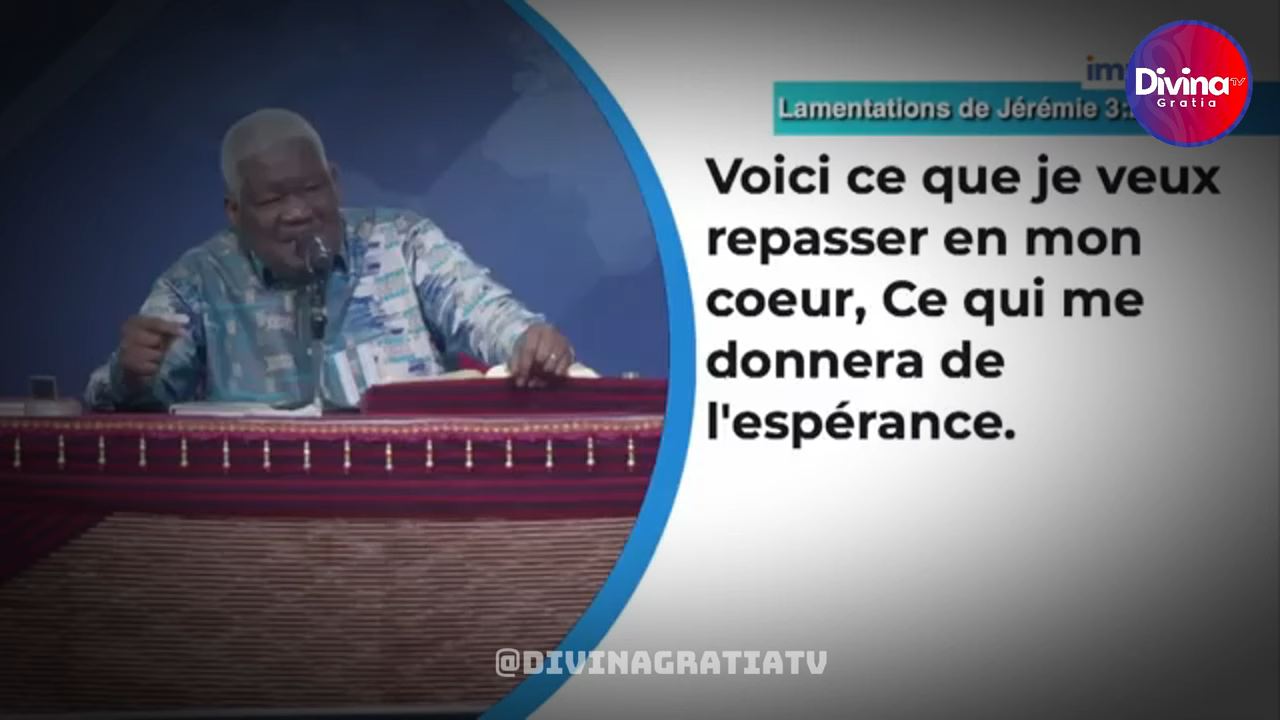 Divina TV
Gratia
Lamentations de Jérémie 3:
Voici ce que je veux
repasser en mon
coeur, Ce qui me
donnera de
l'espérance.
@DIVINAGRATIATV